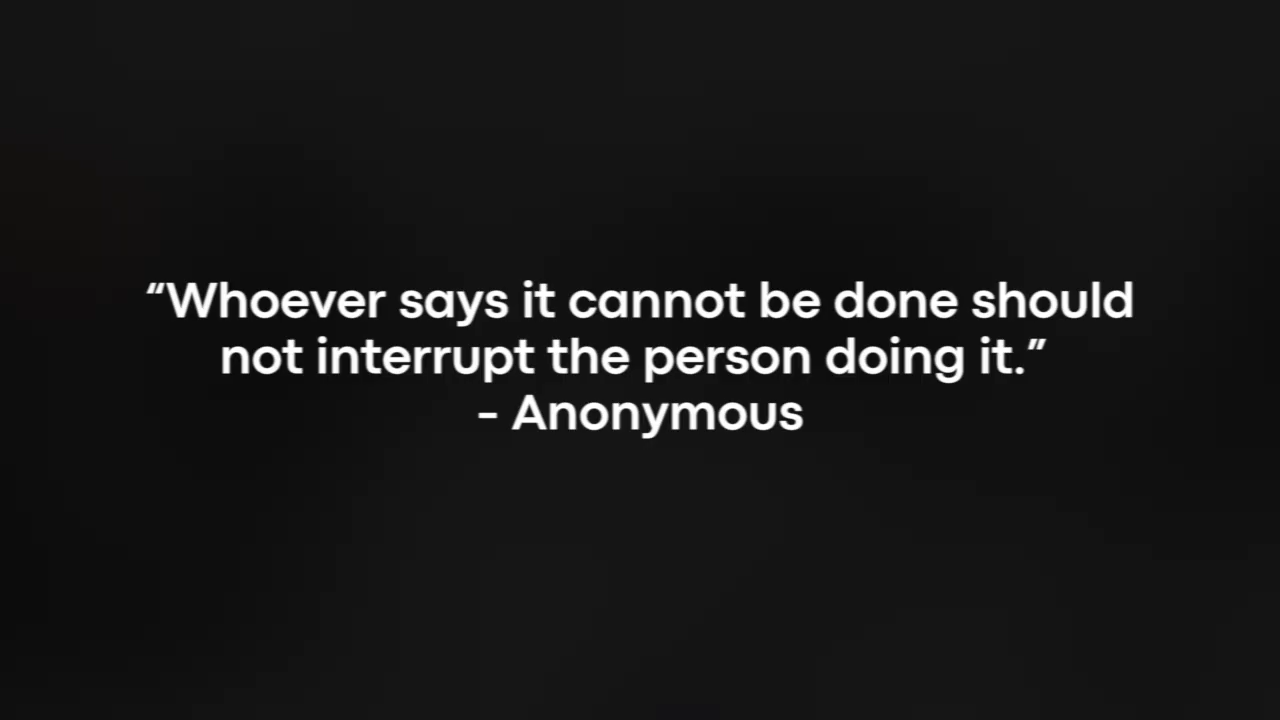 “Whoever says it cannot be done should
not interrupt the person doing it.”
- Anonymous